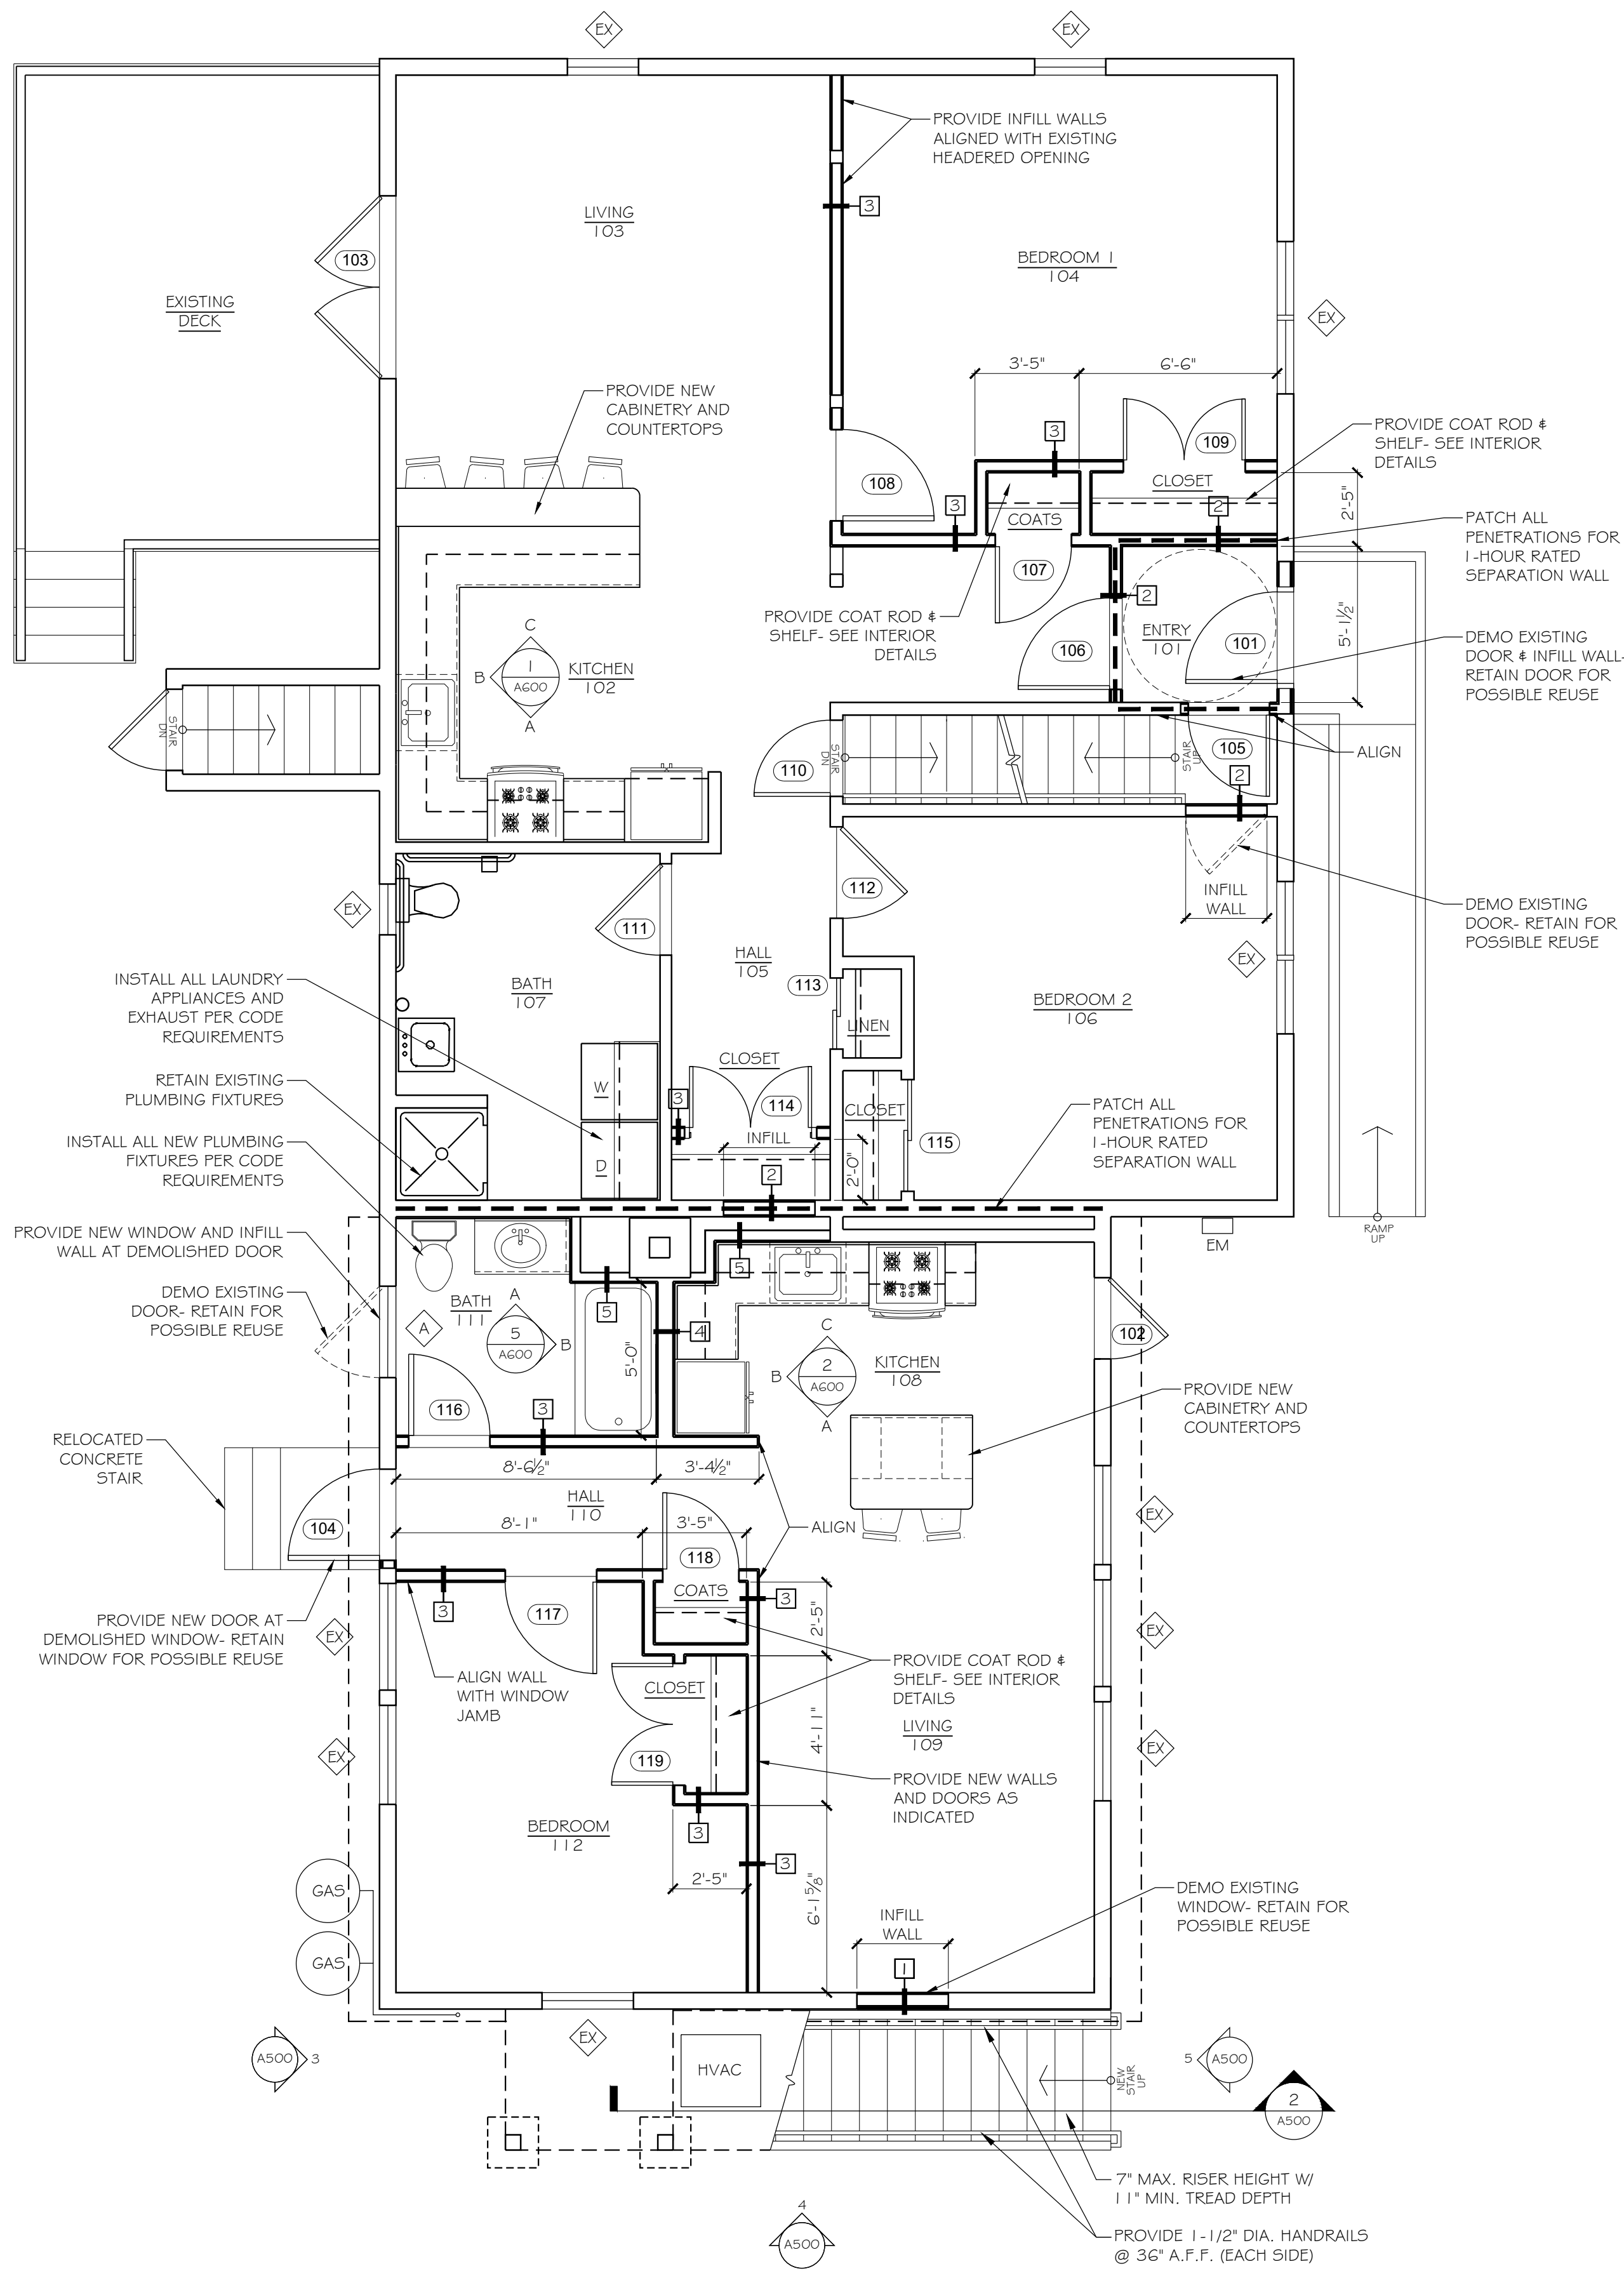 EX
EX
PROVIDE INFILL WALLS
ALIGNED WITH EXISTING
HEADERED OPENING
3
LIVING
103
103
BEDROOM 1
104
EXISTING
DECK
EX
3'-5"
6'-6"
PROVIDE NEW
CABINETRY AND
COUNTERTOPS
3
109
PROVIDE COAT ROD &
SHELF- SEE INTERIOR
DETAILS
108
CLOSET
3
COATS
2
2'-5"
PATCH ALL
PENETRATIONS FOR
1-HOUR RATED
SEPARATION WALL
107
2
PROVIDE COAT ROD &
SHELF- SEE INTERIOR
DETAILS
ENTRY
101
101
5'-1½"
106
DEMO EXISTING
DOOR & INFILL WALL-
RETAIN DOOR FOR
POSSIBLE REUSE
C
B
1
A600
A
KITCHEN
102
STAIR
DN
STAIR
DN
110
STAIR
UP
105
ALIGN
2
112
INFILL
WALL
DEMO EXISTING
DOOR- RETAIN FOR
POSSIBLE REUSE
EX
111
EX
HALL
105
113
LINEN
BATH
107
BEDROOM 2
106
INSTALL ALL LAUNDRY
APPLIANCES AND
EXHAUST PER CODE
REQUIREMENTS
CLOSET
RETAIN EXISTING
PLUMBING FIXTURES
W
3
114
CLOSET
PATCH ALL
PENETRATIONS FOR
1-HOUR RATED
SEPARATION WALL
INSTALL ALL NEW PLUMBING
FIXTURES PER CODE
REQUIREMENTS
INFILL
115
D
2
2'-0"
PROVIDE NEW WINDOW AND INFILL
WALL AT DEMOLISHED DOOR
RAMP
UP
EM
5
5
DEMO EXISTING
DOOR- RETAIN FOR
POSSIBLE REUSE
BATH
111
A
A
5
A600
B
5'-0"
4
102
C
B
2
A600
A
KITCHEN
108
116
3
PROVIDE NEW
CABINETRY AND
COUNTERTOPS
RELOCATED
CONCRETE
STAIR
8'-6½"
3'-4½"
HALL
110
8'-1"
3'-5"
ALIGN
EX
104
118
COATS
3
3
117
2'-5"
PROVIDE NEW DOOR AT
DEMOLISHED WINDOW- RETAIN
WINDOW FOR POSSIBLE REUSE
EX
EX
ALIGN WALL
WITH WINDOW
JAMB
PROVIDE COAT ROD &
SHELF- SEE INTERIOR
DETAILS
CLOSET
LIVING
109
4'-11"
EX
119
EX
PROVIDE NEW WALLS
AND DOORS AS
INDICATED
BEDROOM
112
3
3
2'-5"
6'-1⅝"
GAS
GAS
INFILL
WALL
DEMO EXISTING
WINDOW- RETAIN FOR
POSSIBLE REUSE
1
EX
A500
3
HVAC
NEW
STAIR
UP
5
A500
2
A500
7" MAX. RISER HEIGHT W/
11" MIN. TREAD DEPTH
4
A500
PROVIDE 1-1/2" DIA. HANDRAILS
@ 36" A.F.F. (EACH SIDE)